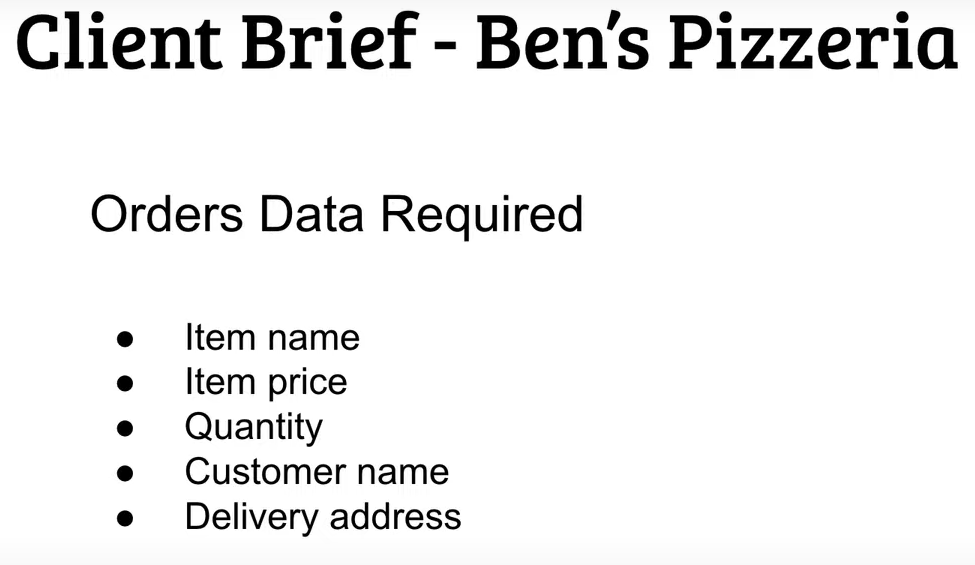 Client Brief - Ben's Pizzeria
Orders Data Required
● Item name
● Item price
● Quantity
● Customer name
● Delivery address